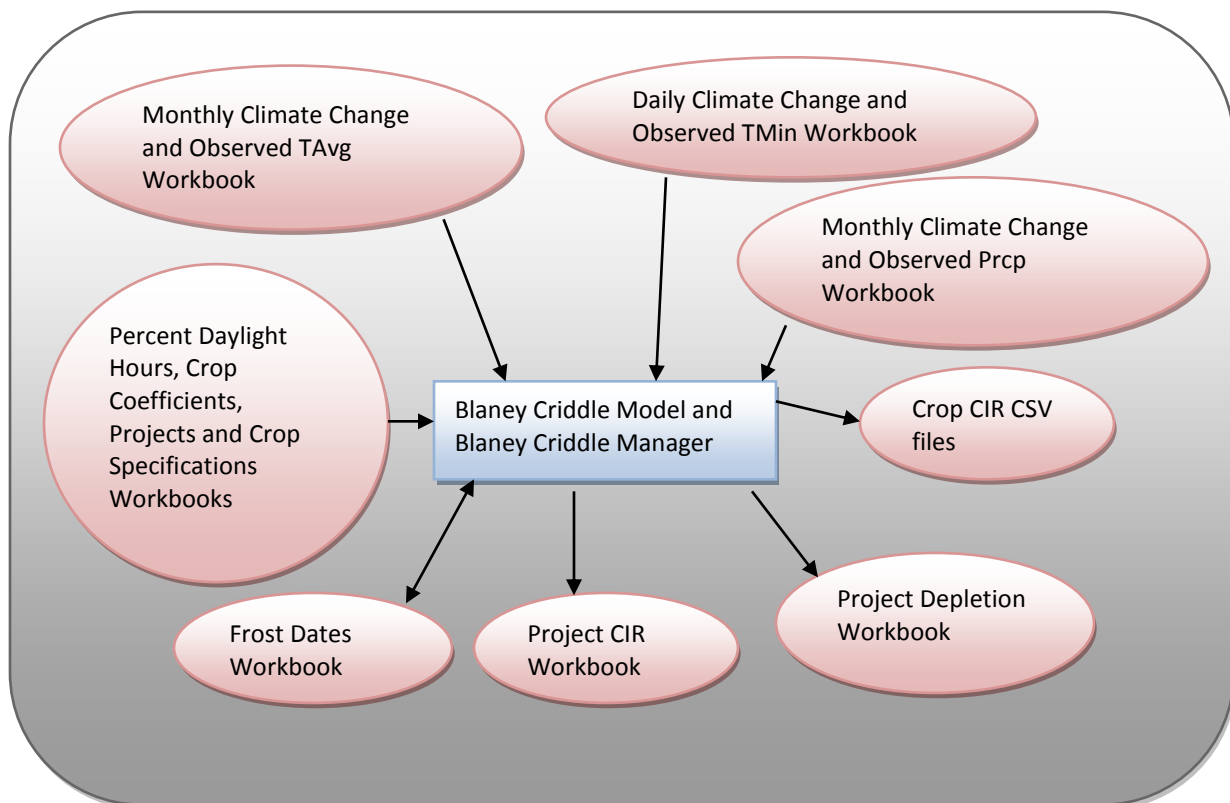 Monthly Climate Change
and Observed TAvg
Workbook
Daily Climate Change and
Observed TMin Workbook
Monthly Climate Change
and Observed Prcp
Workbook
Percent Daylight
Hours, Crop
Coefficients,
Projects and Crop
Specifications
Workbooks
Blaney Criddle Model and
Blaney Criddle Manager
Crop CIR CSV
files
Frost Dates
Workbook
Project CIR
Workbook
Project Depletion
Workbook